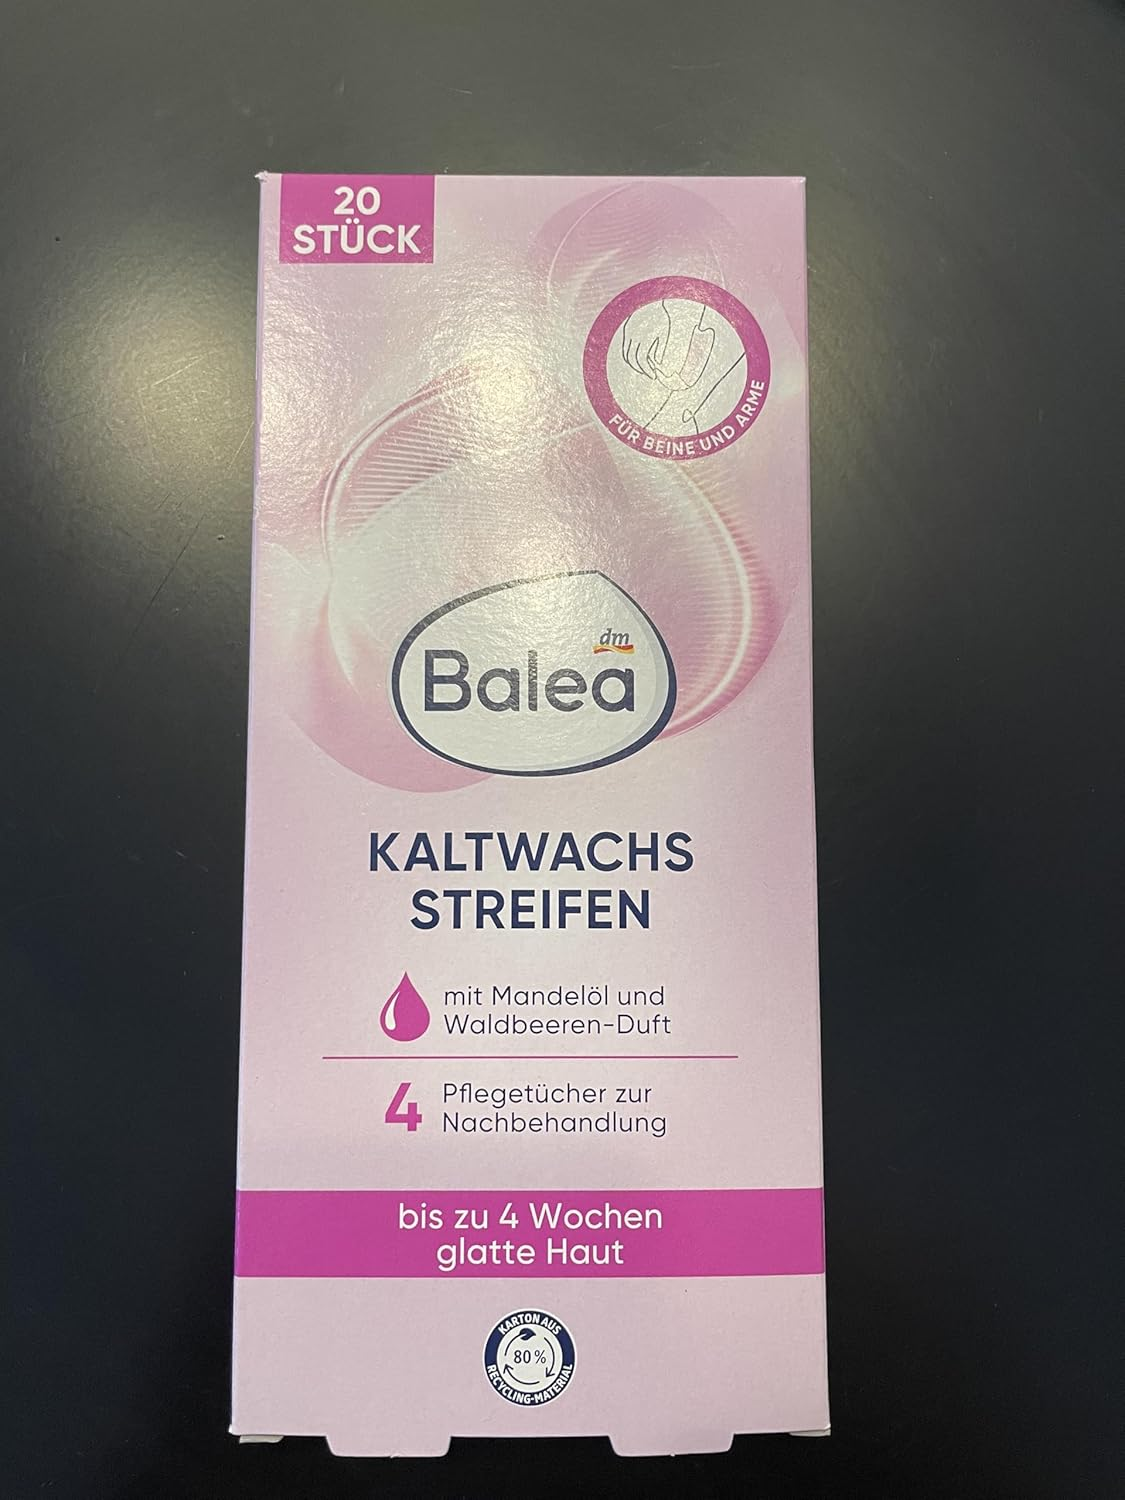 20
STÜCK
FÜR BEINE UND ARME
dm
Balea
KALTWACHS
STREIFEN
mit Mandelöl und
Waldbeeren-Duft
4 Pflegetücher zur
Nachbehandlung
bis zu 4 Wochen
glatte Haut
KARTON AUS
80 %
RECYCLING-MATERIAL